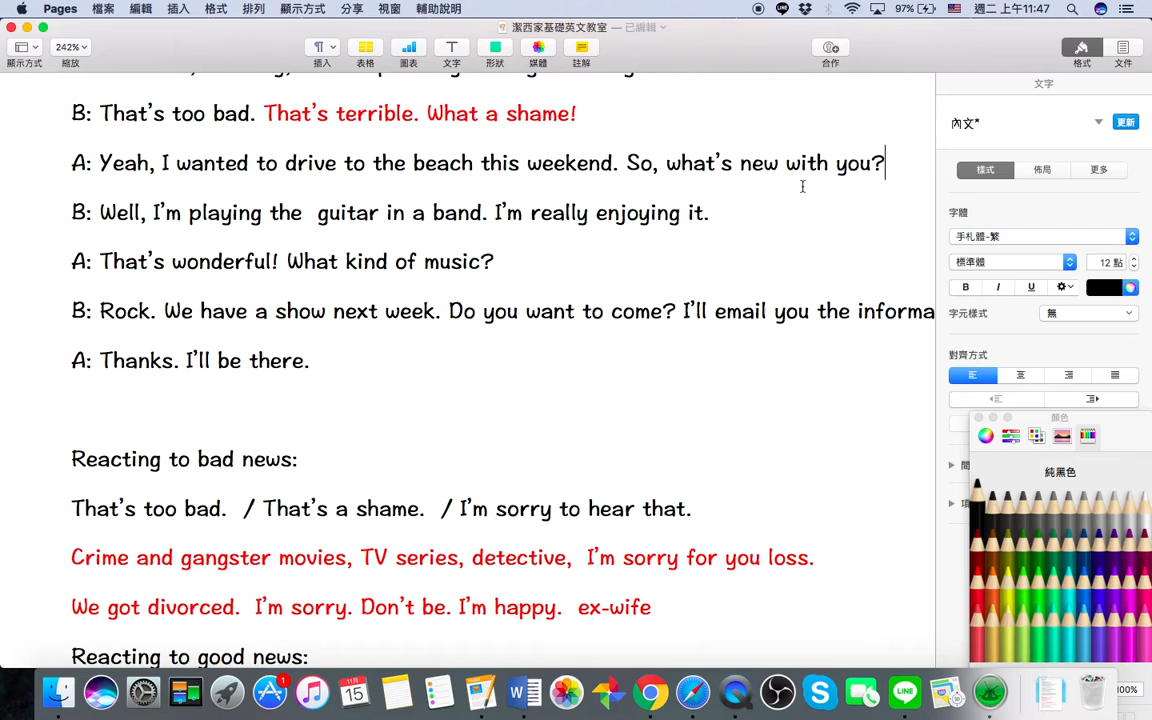 Pages 檔案 編輯 插入 格式 排列 顯示方式 分享 視窗 輔助說明 97% 週二 上午11:47
潔西家基礎英文教室 — 已編輯
242%
顯示方式 縮放 插入 表格 圖表 文字 形狀 媒體 註解 合作 格式 文件
B: That's too bad. That's terrible. What a shame!
A: Yeah, I wanted to drive to the beach this weekend. So, what's new with you?
B: Well, I'm playing the guitar in a band. I'm really enjoying it.
A: That's wonderful! What kind of music?
B: Rock. We have a show next week. Do you want to come? I'll email you the informa
A: Thanks. I'll be there.
Reacting to bad news:
That's too bad. / That's a shame. / I'm sorry to hear that.
Crime and gangster movies, TV series, detective, I'm sorry for you loss.
We got divorced. I'm sorry. Don't be. I'm happy. ex-wife
Reacting to good news:
文字
內文* 更新
樣式 佈局 更多
字體
手札體-繁
標準體 12 點
B I U
字元樣式 無
對齊方式
顏色
純黑色
11月
15
1
100%